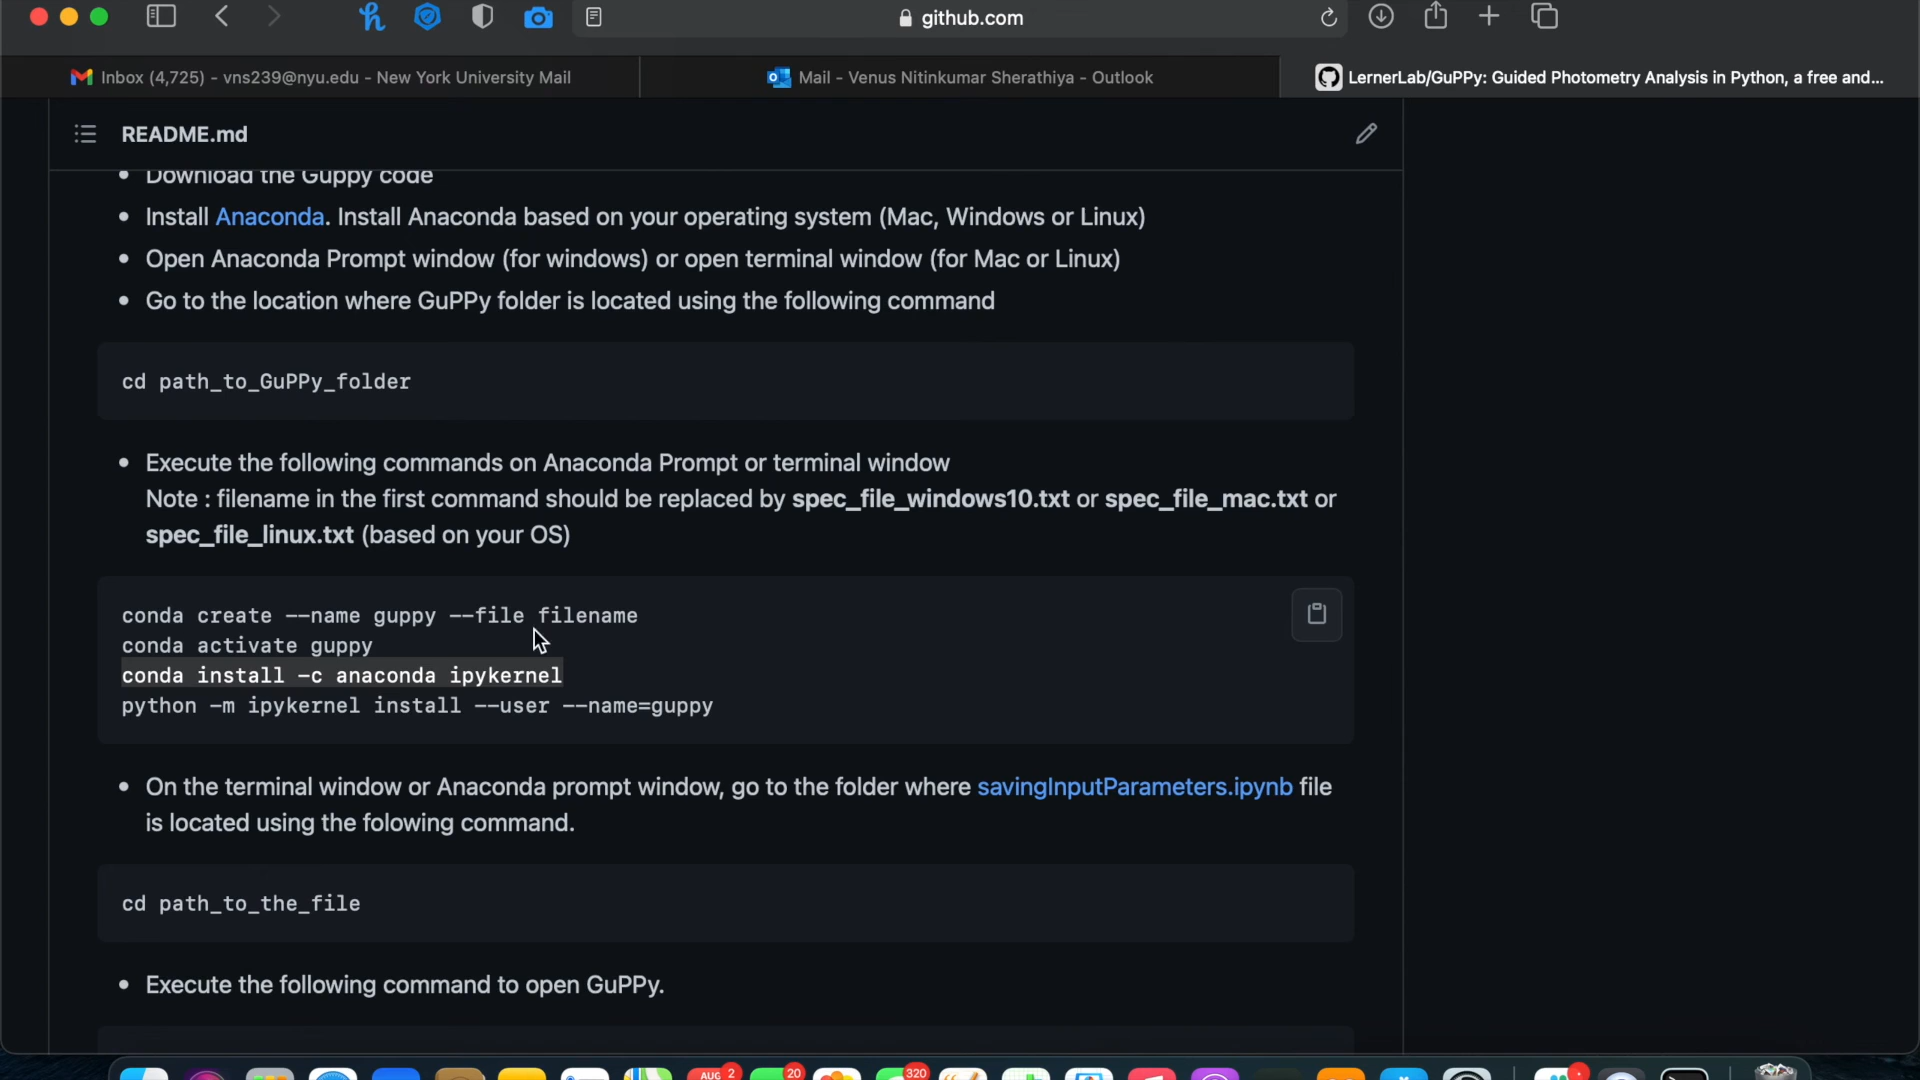 github.com
Inbox (4,725) - vns239@nyu.edu - New York University Mail
Mail - Venus Nitinkumar Sherathiya - Outlook
LernerLab/GuPPy: Guided Photometry Analysis in Python, a free and...
README.md
Download the Guppy code
Install Anaconda. Install Anaconda based on your operating system (Mac, Windows or Linux)
Open Anaconda Prompt window (for windows) or open terminal window (for Mac or Linux)
Go to the location where GuPPy folder is located using the following command
cd path_to_GuPPy_folder
Execute the following commands on Anaconda Prompt or terminal window
Note : filename in the first command should be replaced by spec_file_windows10.txt or spec_file_mac.txt or
spec_file_linux.txt (based on your OS)
conda create --name guppy --file filename
conda activate guppy
conda install -c anaconda ipykernel
python -m ipykernel install --user --name=guppy
On the terminal window or Anaconda prompt window, go to the folder where savingInputParameters.ipynb file
is located using the folowing command.
cd path_to_the_file
Execute the following command to open GuPPy.
AUG 2 20 320